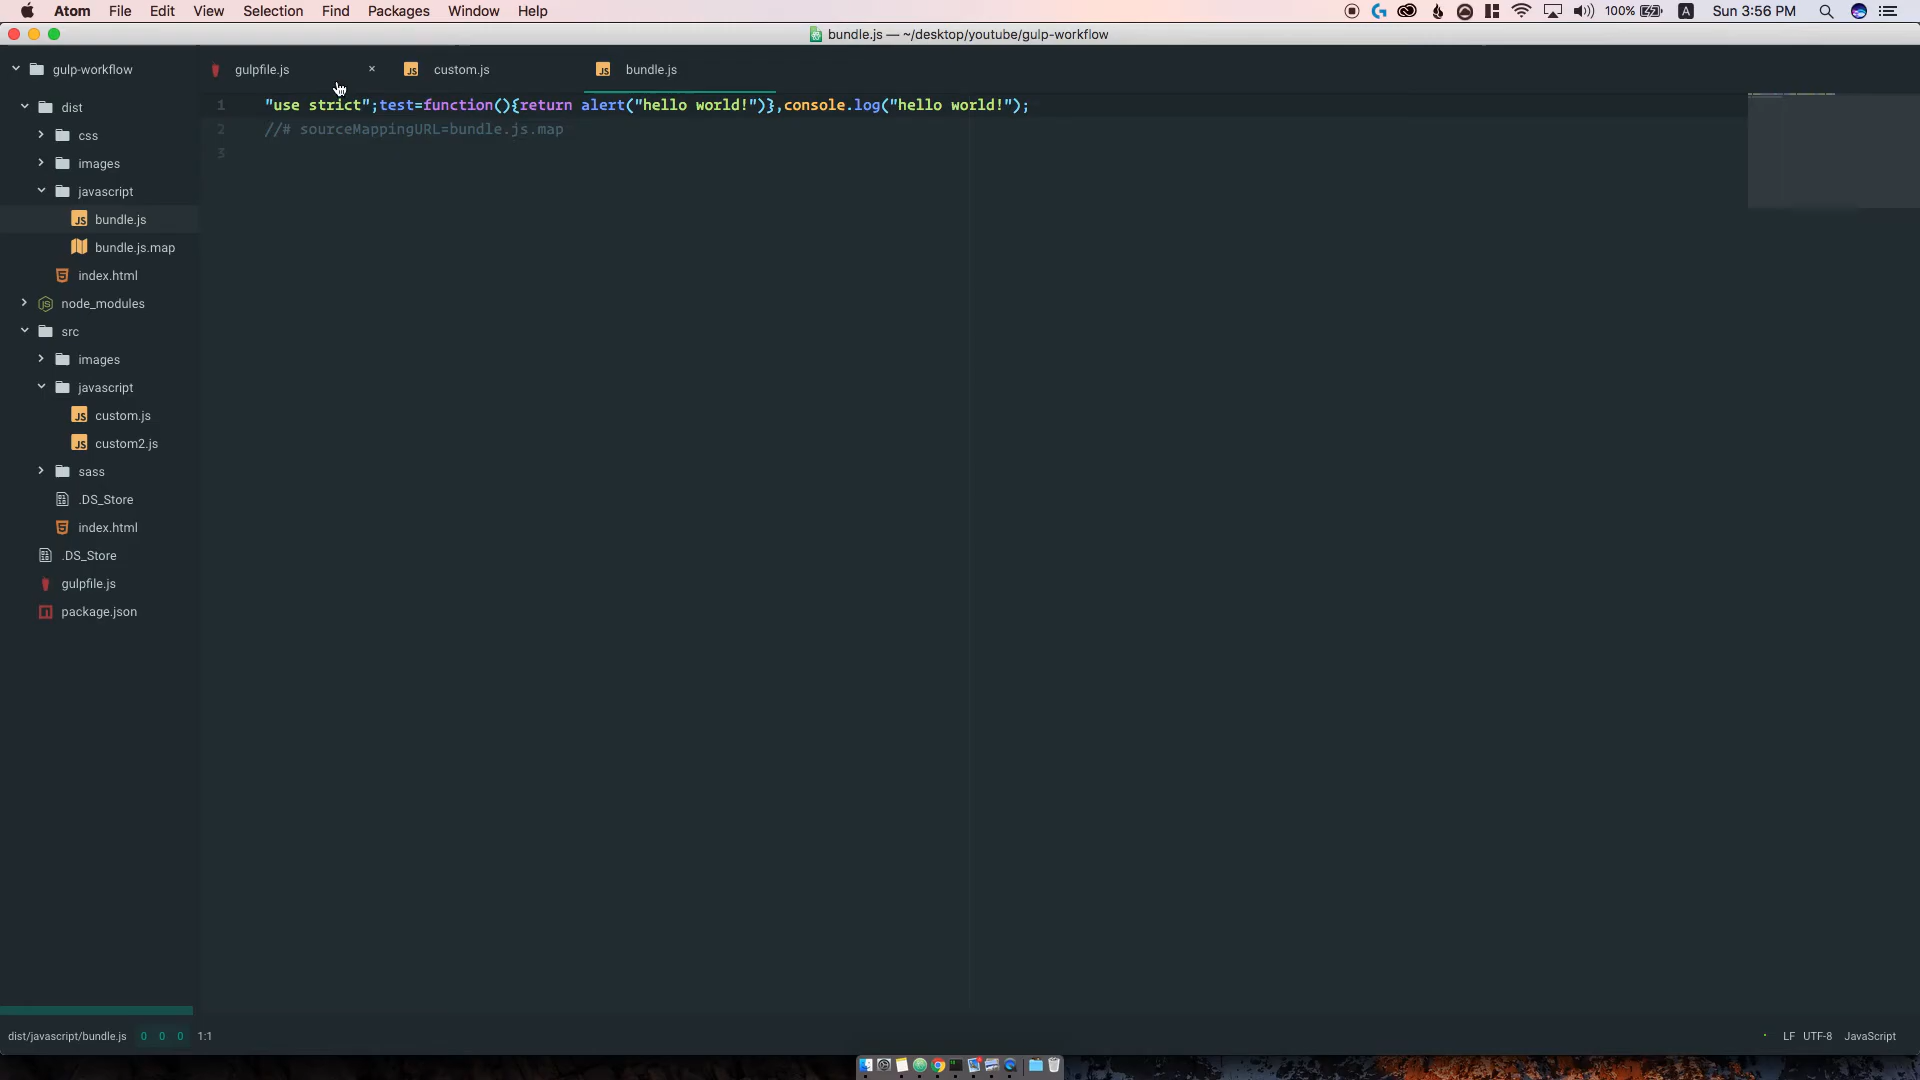 Atom File Edit View Selection Find Packages Window Help 100% A Sun 3:56 PM
bundle.js — ~/desktop/youtube/gulp-workflow
gulp-workflow
dist
css
images
javascript
bundle.js
bundle.js.map
index.html
node_modules
src
images
javascript
custom.js
custom2.js
sass
.DS_Store
index.html
.DS_Store
gulpfile.js
package.json
gulpfile.js × custom.js bundle.js
1 "use strict";test=function(){return alert("hello world!")},console.log("hello world!");
2 //# sourceMappingURL=bundle.js.map
3
dist/javascript/bundle.js 0 0 0 1:1 LF UTF-8 JavaScript